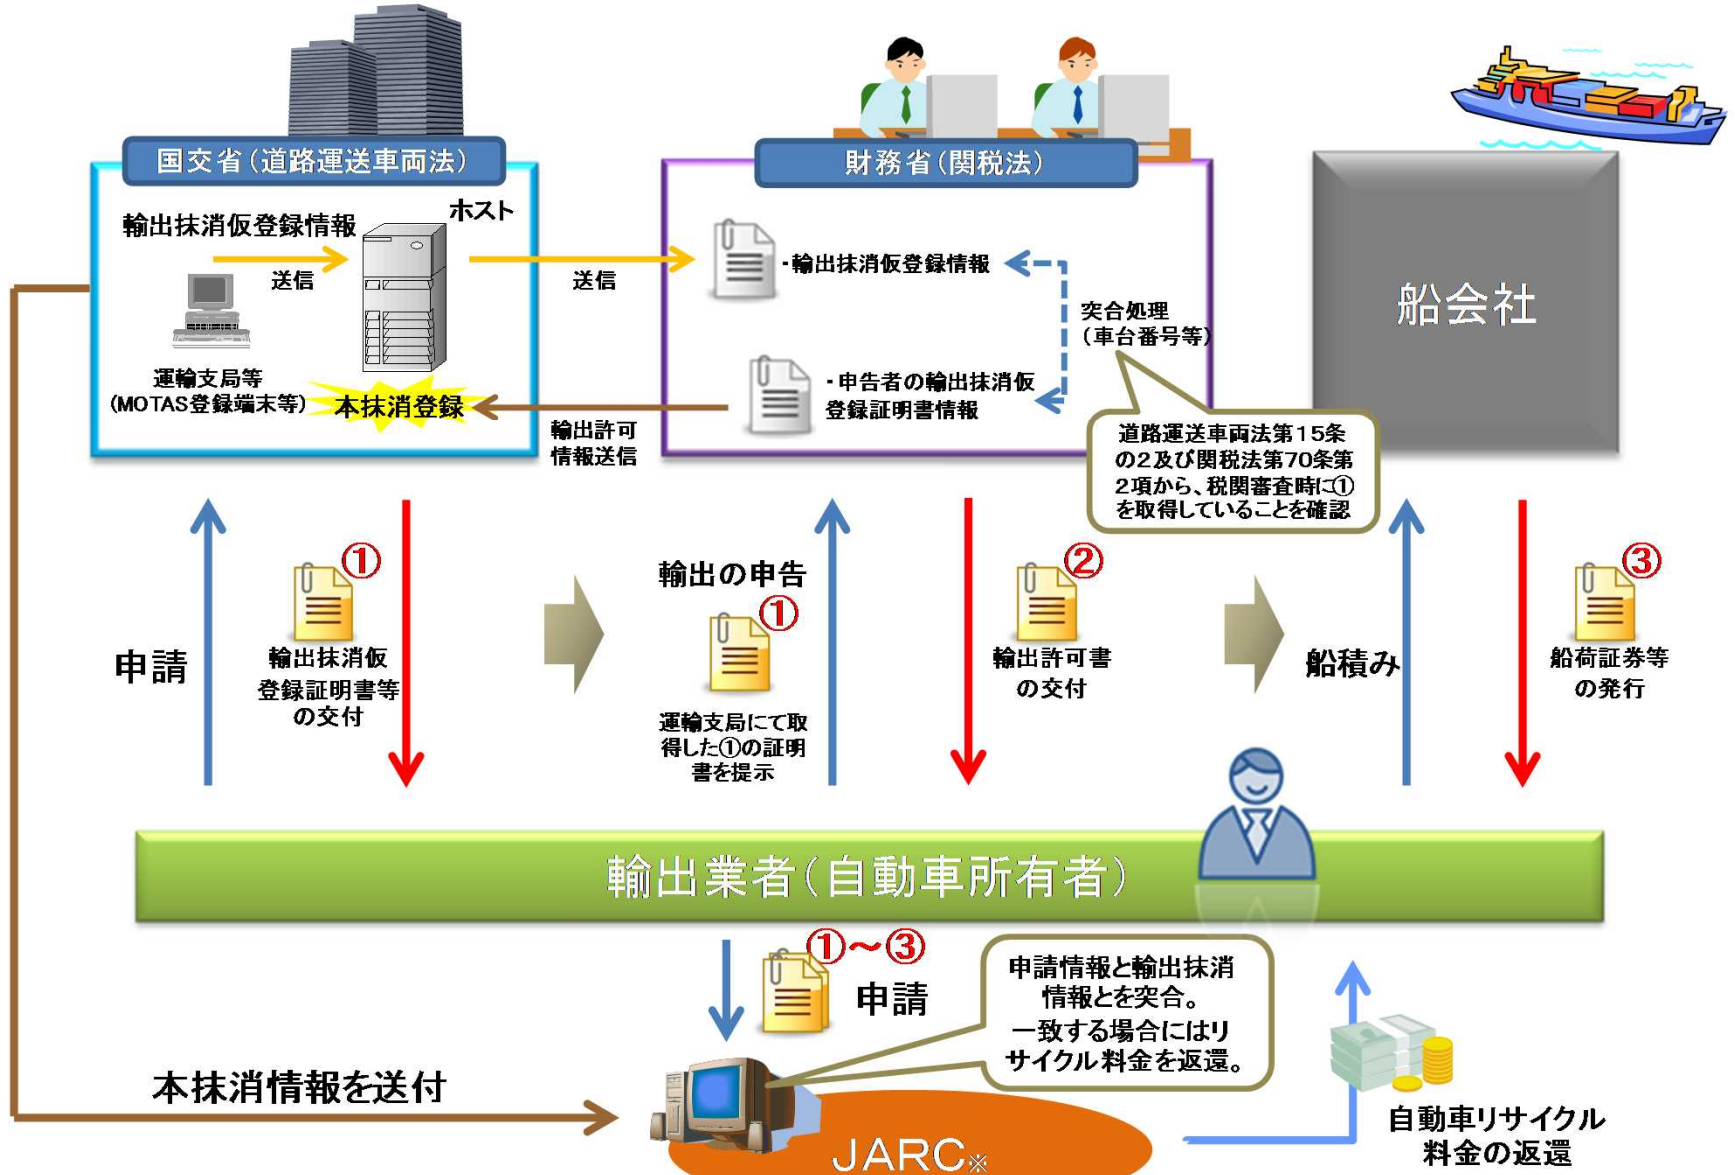 国交省(道路運送車両法)
財務省(関税法)
船会社
輸出抹消仮登録情報
ホスト
送信
送信
・輸出抹消仮登録情報
突合処理
(車台番号等)
運輸支局等
(MOTAS登録端末等)
本抹消登録
・申告者の輸出抹消仮
登録証明書情報
輸出許可
情報送信
道路運送車両法第15条
の2及び関税法第70条第
2項から、税関審査時に①
を取得していることを確認
申請
①
輸出抹消仮
登録証明書等
の交付
輸出の申告
①
運輸支局にて取
得した①の証明
書を提示
②
輸出許可書
の交付
船積み
③
船荷証券等
の発行
輸出業者(自動車所有者)
①～③
申請
申請情報と輸出抹消
情報とを突合。
一致する場合にはリ
サイクル料金を返還。
本抹消情報を送付
JARC※
自動車リサイクル
料金の返還